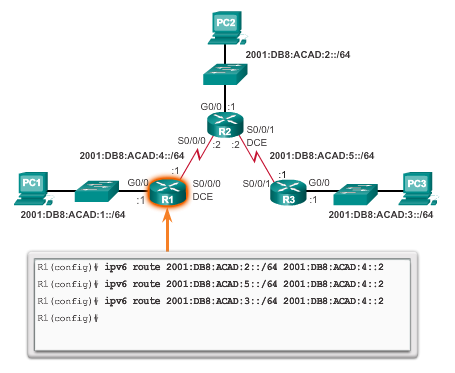 PC2
2001:DB8:ACAD:2::/64
G0/0 :1
R2
S0/0/0
:2
:2
S0/0/1
DCE
2001:DB8:ACAD:4::/64
2001:DB8:ACAD:5::/64
PC1
G0/0
:1
:1
R1
S0/0/0
DCE
2001:DB8:ACAD:1::/64
:1
S0/0/1
R3
G0/0
:1
PC3
2001:DB8:ACAD:3::/64
R1(config)# ipv6 route 2001:DB8:ACAD:2::/64 2001:DB8:ACAD:4::2
R1(config)# ipv6 route 2001:DB8:ACAD:5::/64 2001:DB8:ACAD:4::2
R1(config)# ipv6 route 2001:DB8:ACAD:3::/64 2001:DB8:ACAD:4::2
R1(config)#